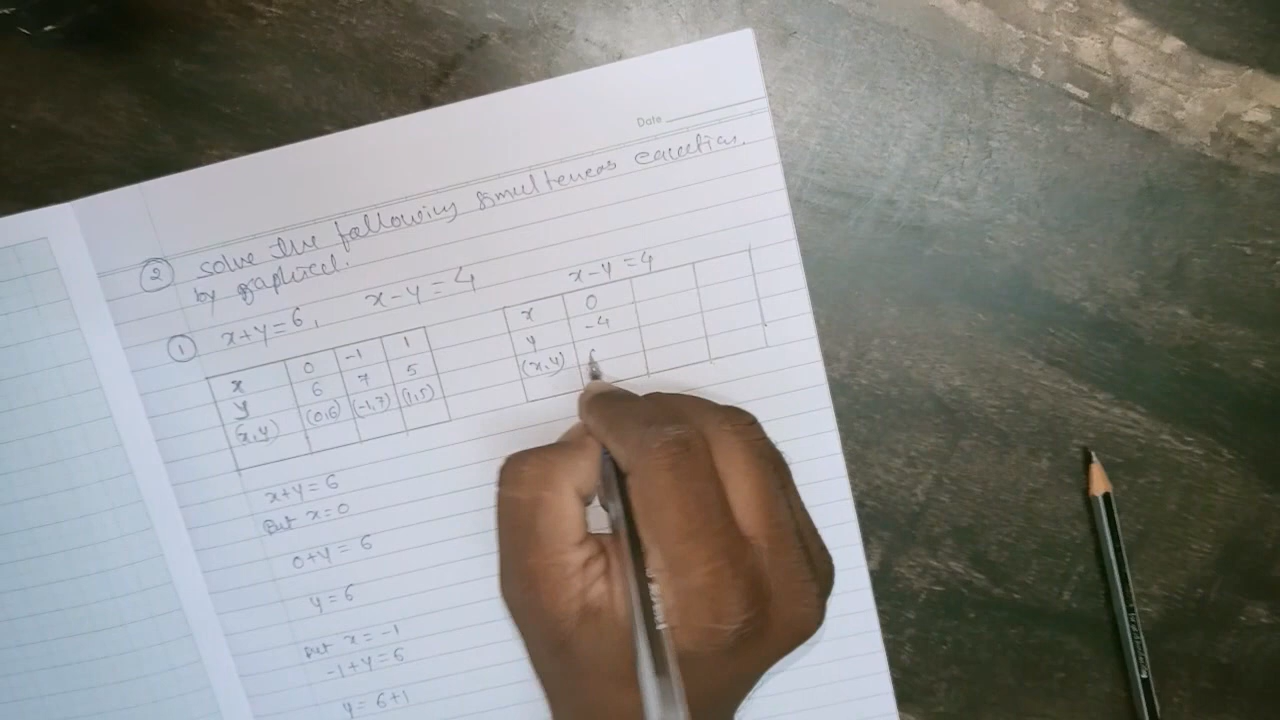 Date
② solve the following simulteneas equation
by graphical.
① x+y=6, x-y=4
x 0 -1 1
y 6 7 5
(x,y) (0,6) (-1,7) (1,5)
x-y=4
x 0
y -4
(x,y) (
x+y=6
Put x=0
0+y=6
y=6
Put x=-1
-1+y=6
y=6+1